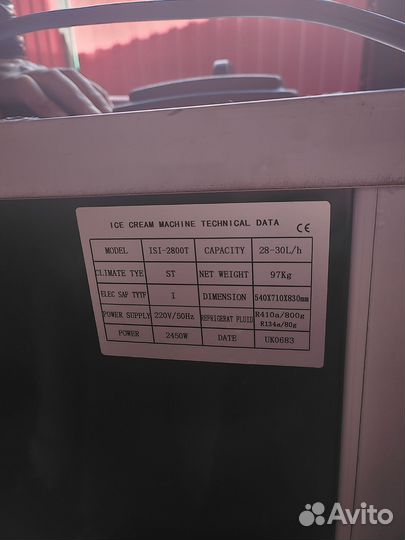 ICE CREAM MACHINE TECHNICAL DATA CE
MODEL ISI-2800T CAPACITY 28-30L/h
CLIMATE TYE ST NET WEIGHT 97Kg
ELEC SAF TYTF I DIMENSION 540X710X830mm
POWER SUPPLY 220V/50Hz REFRIGERAT FLUID R410a/800g
R134a/80g
POWER 2450W DATE UK0683
Avito